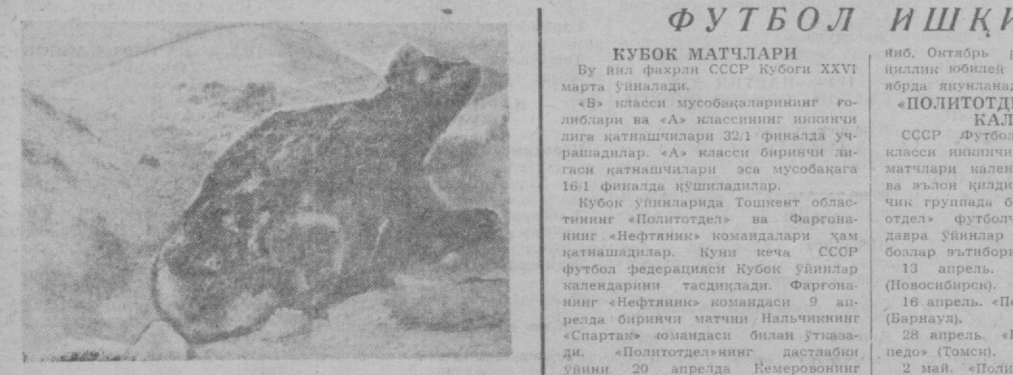 ФУТБОЛ
КУБОК МАТЧЛАРИ
Бу йил фахрли СССР Кубоги XXVI
марта ўйналади.
«Б» класси мусобақаларининг ғо-
либлари ва «А» классининг иккинчи
лига қатнашчилари 32/1 финалда уч-
рашадилар. «А» класси биринчи ли-
гаси қатнашчилари эса мусобақага
16/1 финалда қўшиладилар.
Кубок ўйинларида Тошкент облас-
тининг «Политотдел» ва Фарғона-
нинг «Нефтяник» командалари ҳам
қатнашадилар. Куни кеча СССР
футбол федерацияси Кубок ўйинлар
календарини тасдиқлади. Фарғона-
нинг «Нефтяник» командаси 9 ап-
релда биринчи матчни Нальчикнинг
«Спартак» командаси билан ўтказа-
ди. «Политотдел»нинг дастлабки
ўйини 20 апрелда Кемеровонинг
йиб, Октябрь
йиллик юбилей
ябрда якунланад
«ПОЛИТОТД
КАЛ
СССР Футбол
класси иккинчи
матчлари кален
ва эълон қилди
чик группада б
отдел» футболч
давра ўйинлар
бозлар эътибори
13 апрель.
(Новосибирск).
16 апрель. «По
(Барнаул).
28 апрель.
педо» (Томск).
2 май. «Поли